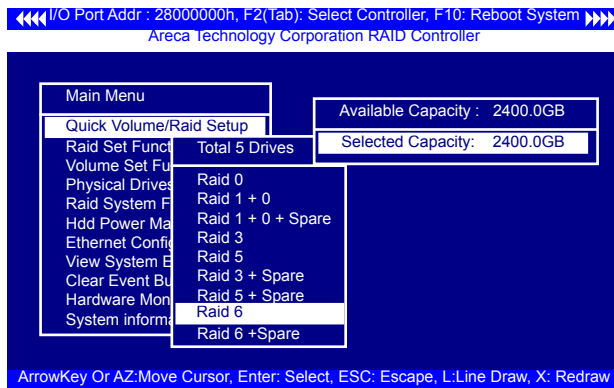 I/O Port Addr : 28000000h, F2(Tab): Select Controller, F10: Reboot System
Areca Technology Corporation RAID Controller
Main Menu
Quick Volume/Raid Setup
Raid Set Funct
Volume Set Fu
Physical Drives
Raid System F
Hdd Power Ma
Ethernet Config
View System E
Clear Event Bu
Hardware Mon
System informa
Total 5 Drives
Raid 0
Raid 1 + 0
Raid 1 + 0 + Spare
Raid 3
Raid 5
Raid 3 + Spare
Raid 5 + Spare
Raid 6
Raid 6 +Spare
Available Capacity : 2400.0GB
Selected Capacity: 2400.0GB
ArrowKey Or AZ:Move Cursor, Enter: Select, ESC: Escape, L:Line Draw, X: Redraw